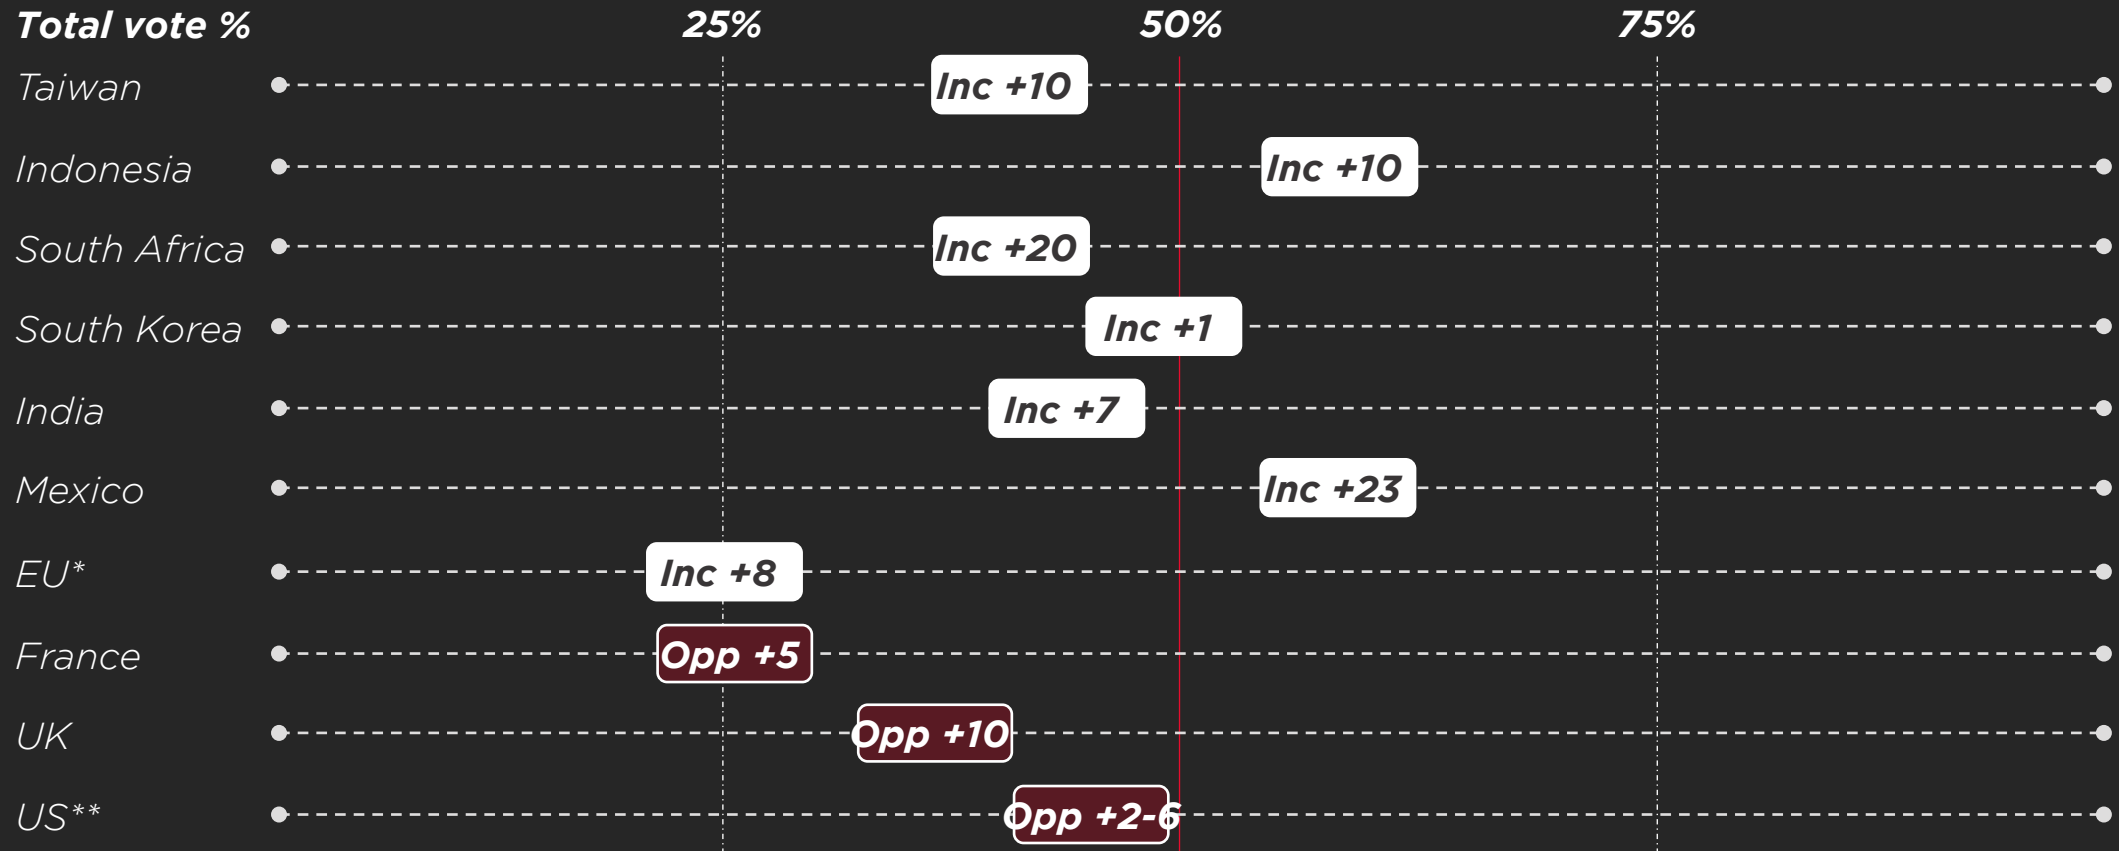 Total vote % 25% 50% 75%
Taiwan Inc +10
Indonesia Inc +10
South Africa Inc +20
South Korea Inc +1
India Inc +7
Mexico Inc +23
EU* Inc +8
France Opp +5
UK Opp +10
US** Opp +2-6